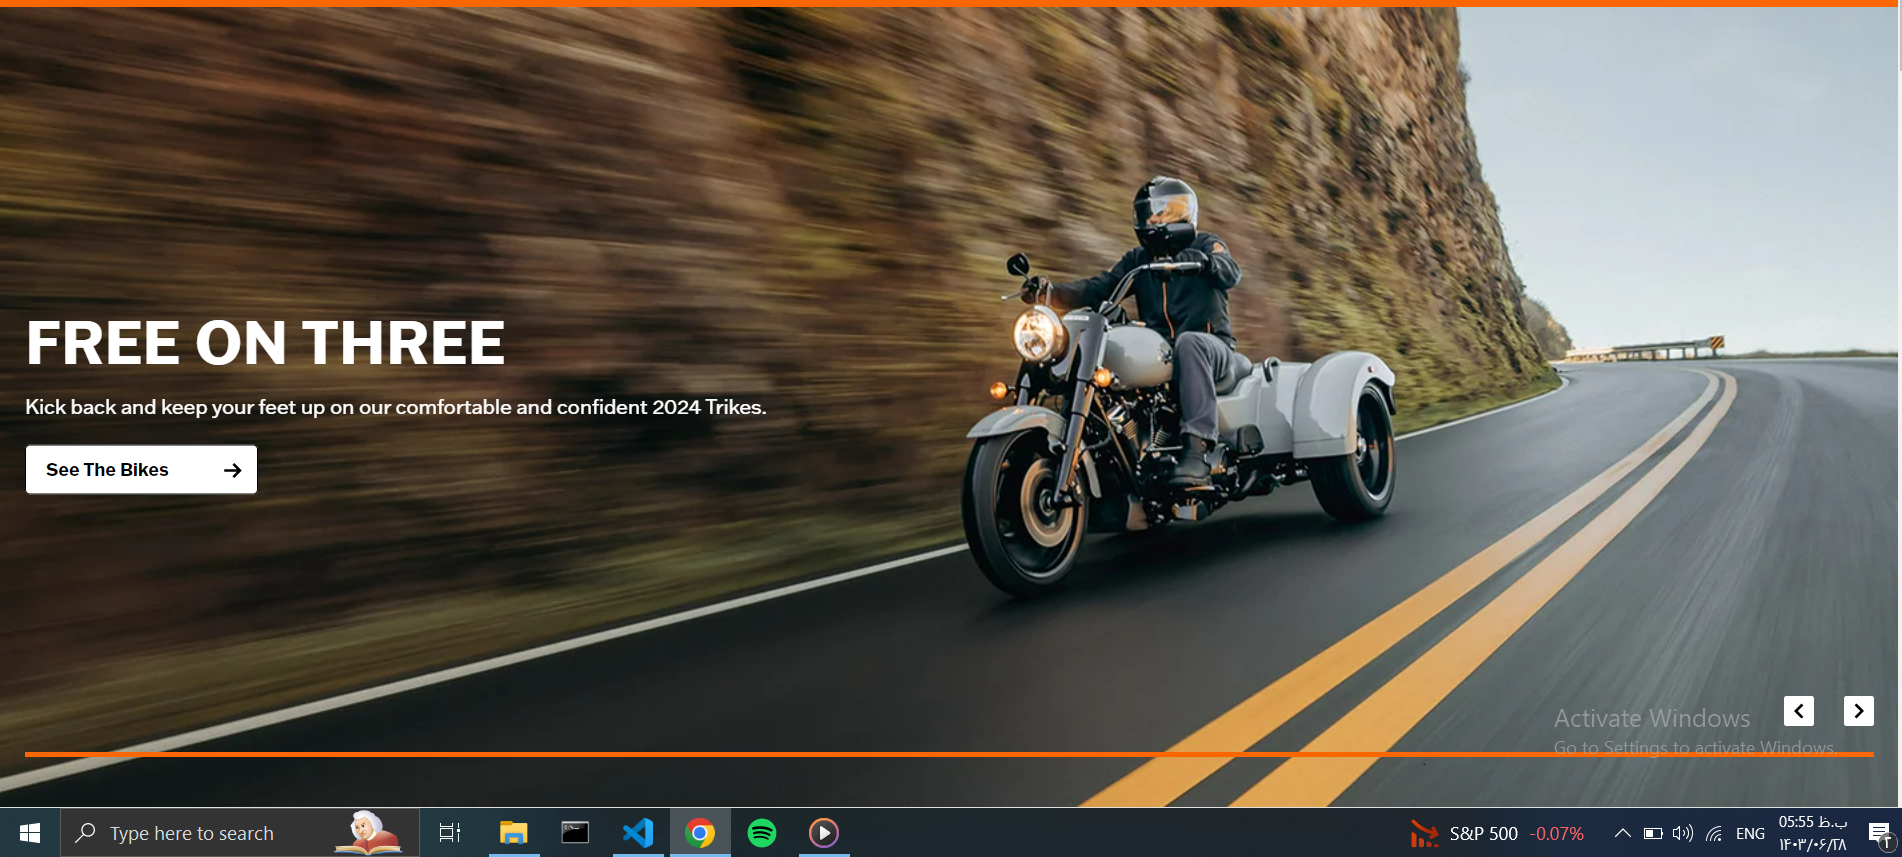 FREE ON THREE
Kick back and keep your feet up on our comfortable and confident 2024 Trikes.
See The Bikes
Activate Windows
Go to Settings to activate Windows.
Type here to search
S&P 500 -0.07%
ENG
05:55 ب.ظ
۱۴۰۳/۰۶/۲۸
۳